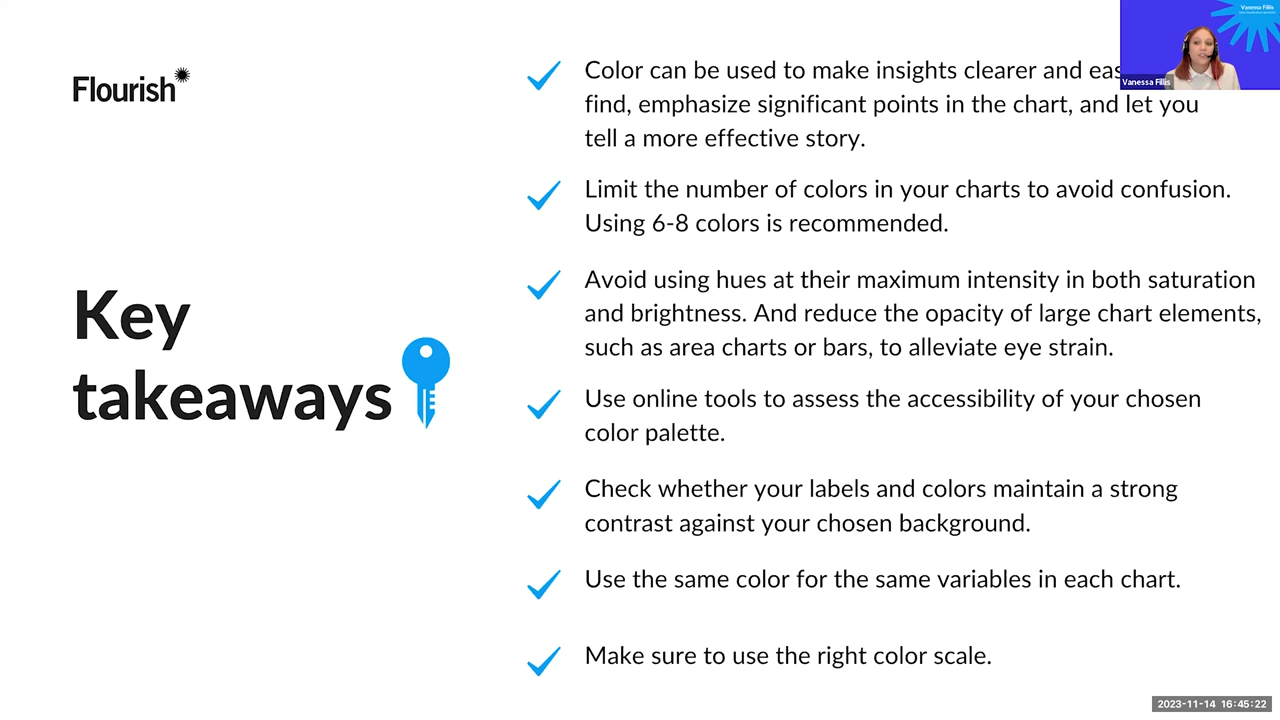 Flourish
Key
takeaways
Color can be used to make insights clearer and
find, emphasize significant points in the chart, and let you
tell a more effective story.
Limit the number of colors in your charts to avoid confusion.
Using 6-8 colors is recommended.
Avoid using hues at their maximum intensity in both saturation
and brightness. And reduce the opacity of large chart elements,
such as area charts or bars, to alleviate eye strain.
Use online tools to assess the accessibility of your chosen
color palette.
Check whether your labels and colors maintain a strong
contrast against your chosen background.
Use the same color for the same variables in each chart.
Make sure to use the right color scale.
Vanessa Fillis
Vanessa Fillis
2023-11-14 16:45:22